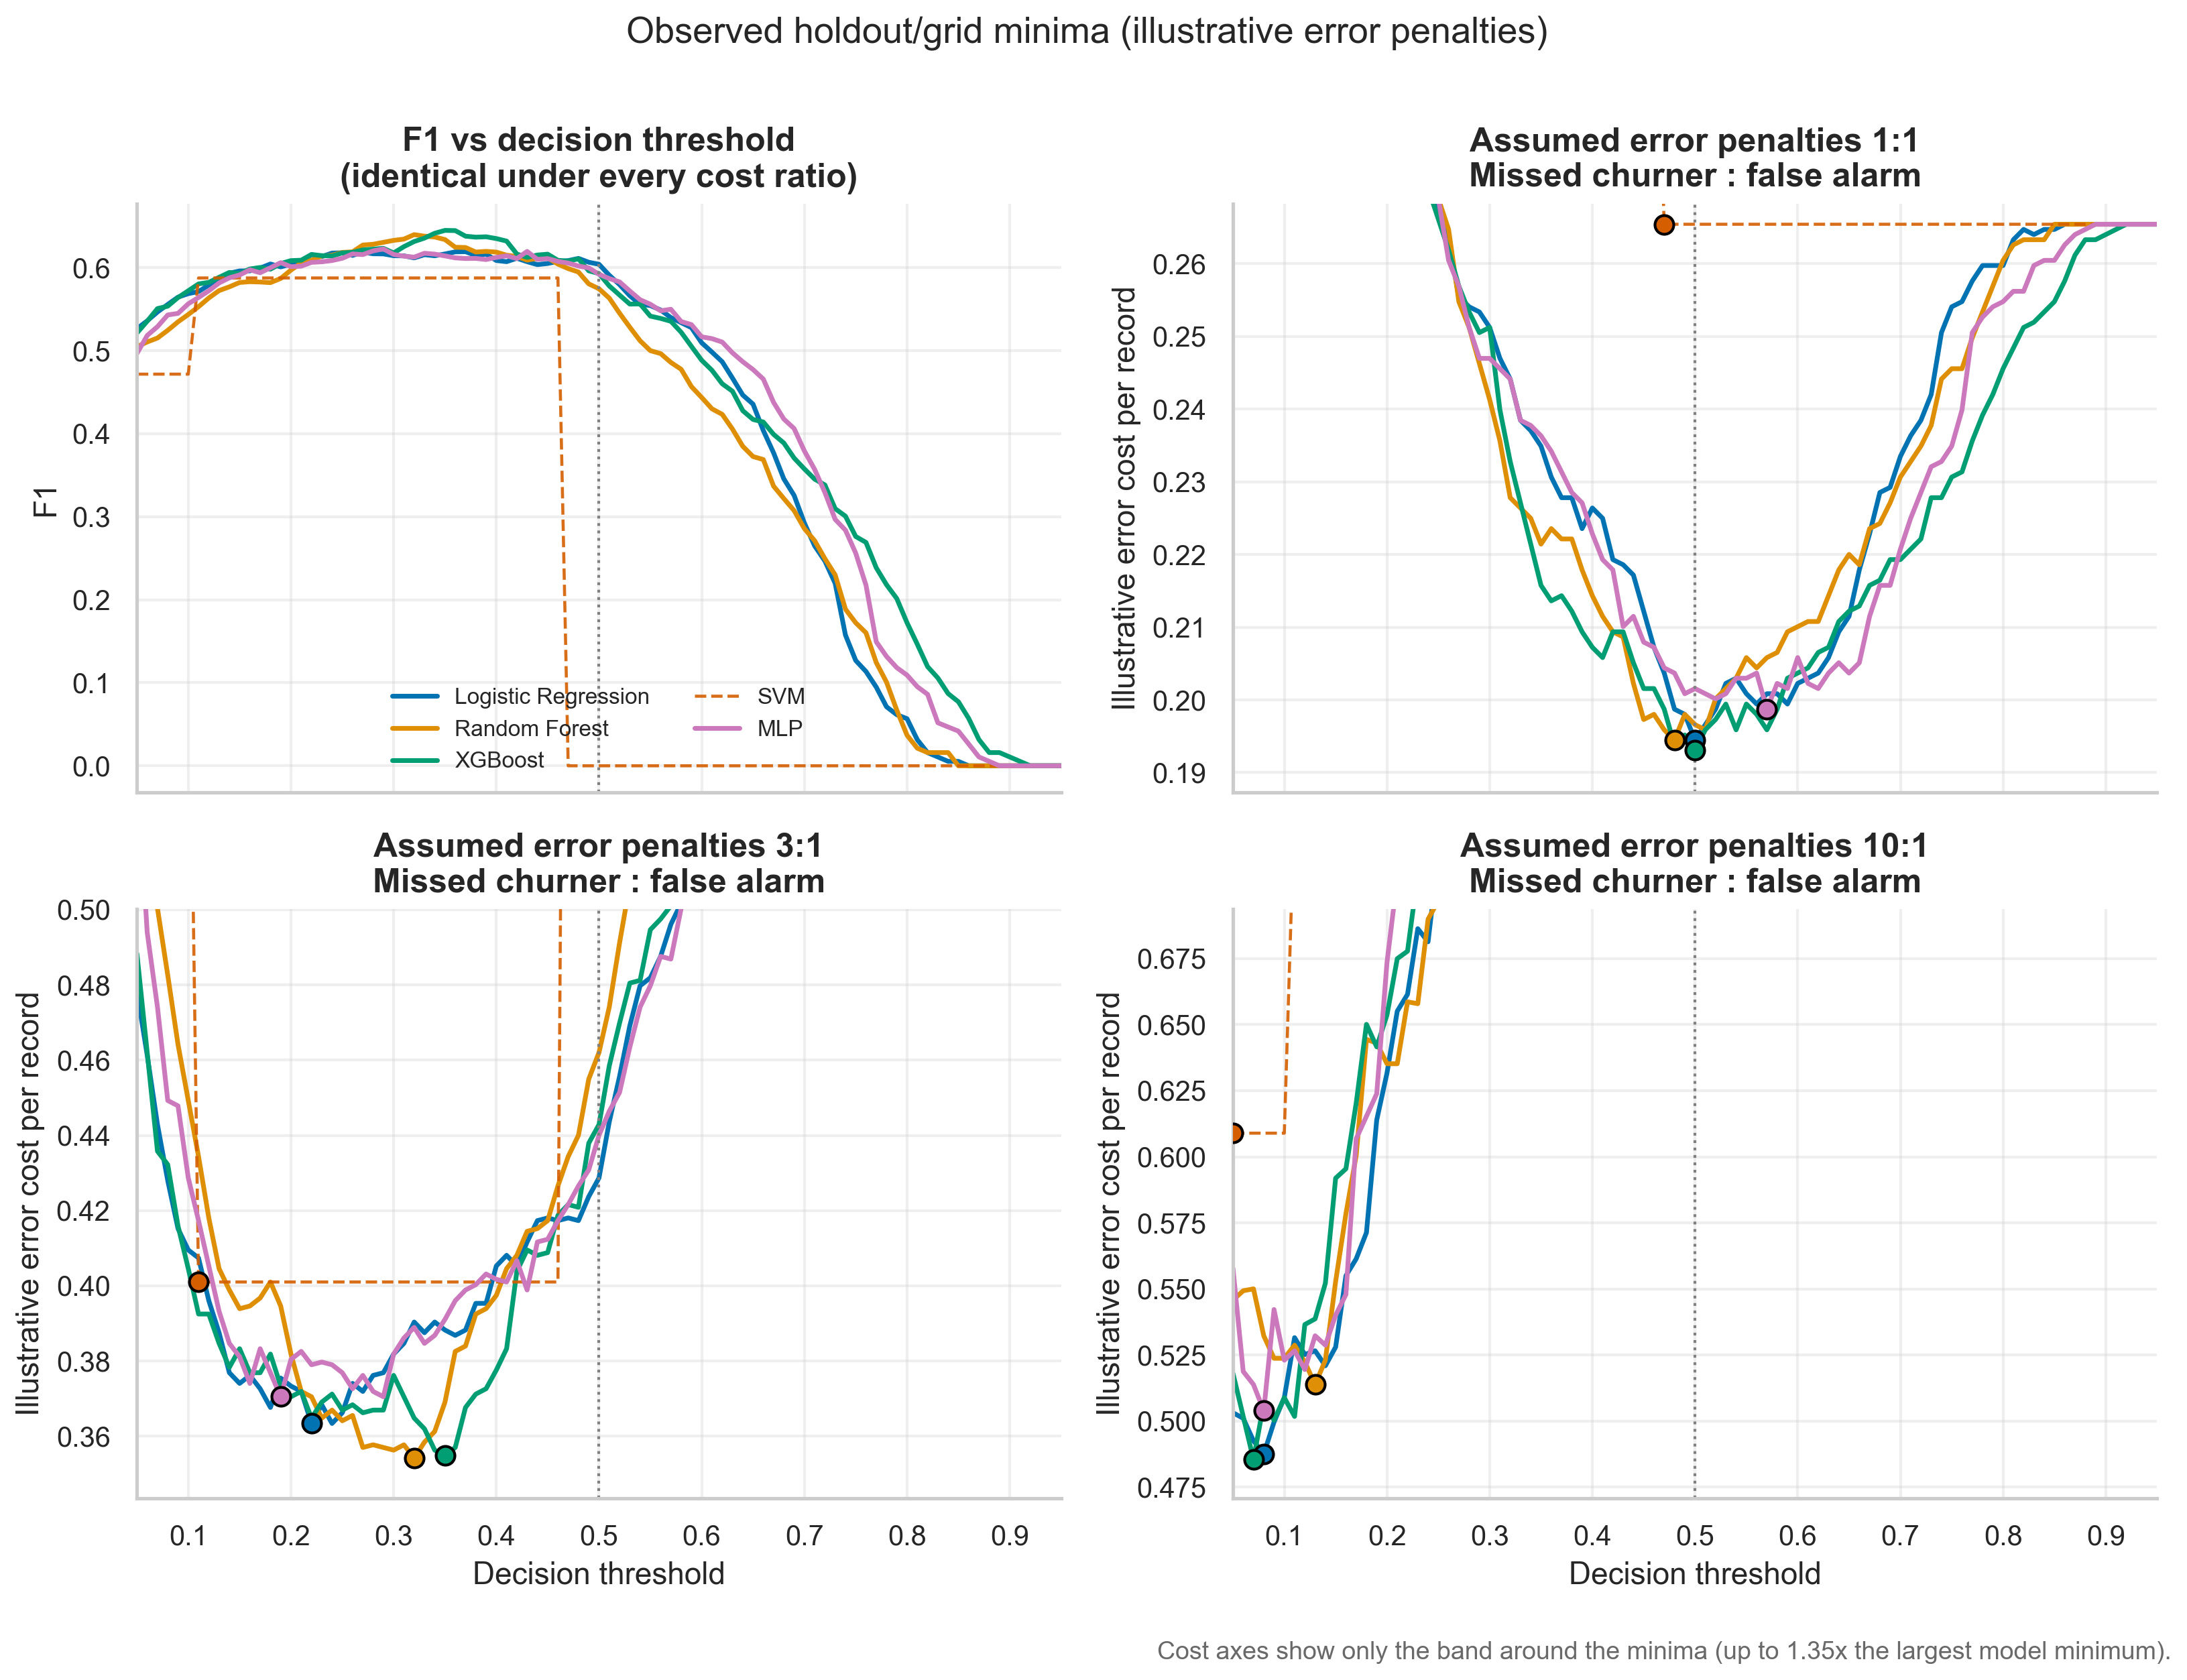 Observed holdout/grid minima (illustrative error penalties)
F1 vs decision threshold
(identical under every cost ratio)
F1
0.6
0.5
0.4
0.3
0.2
0.1
0.0
Logistic Regression
Random Forest
XGBoost
SVM
MLP
Assumed error penalties 1:1
Missed churner : false alarm
Illustrative error cost per record
0.26
0.25
0.24
0.23
0.22
0.21
0.20
0.19
Assumed error penalties 3:1
Missed churner : false alarm
Illustrative error cost per record
0.50
0.48
0.46
0.44
0.42
0.40
0.38
0.36
0.1 0.2 0.3 0.4 0.5 0.6 0.7 0.8 0.9
Decision threshold
Assumed error penalties 10:1
Missed churner : false alarm
Illustrative error cost per record
0.675
0.650
0.625
0.600
0.575
0.550
0.525
0.500
0.475
0.1 0.2 0.3 0.4 0.5 0.6 0.7 0.8 0.9
Decision threshold
Cost axes show only the band around the minima (up to 1.35x the largest model minimum).